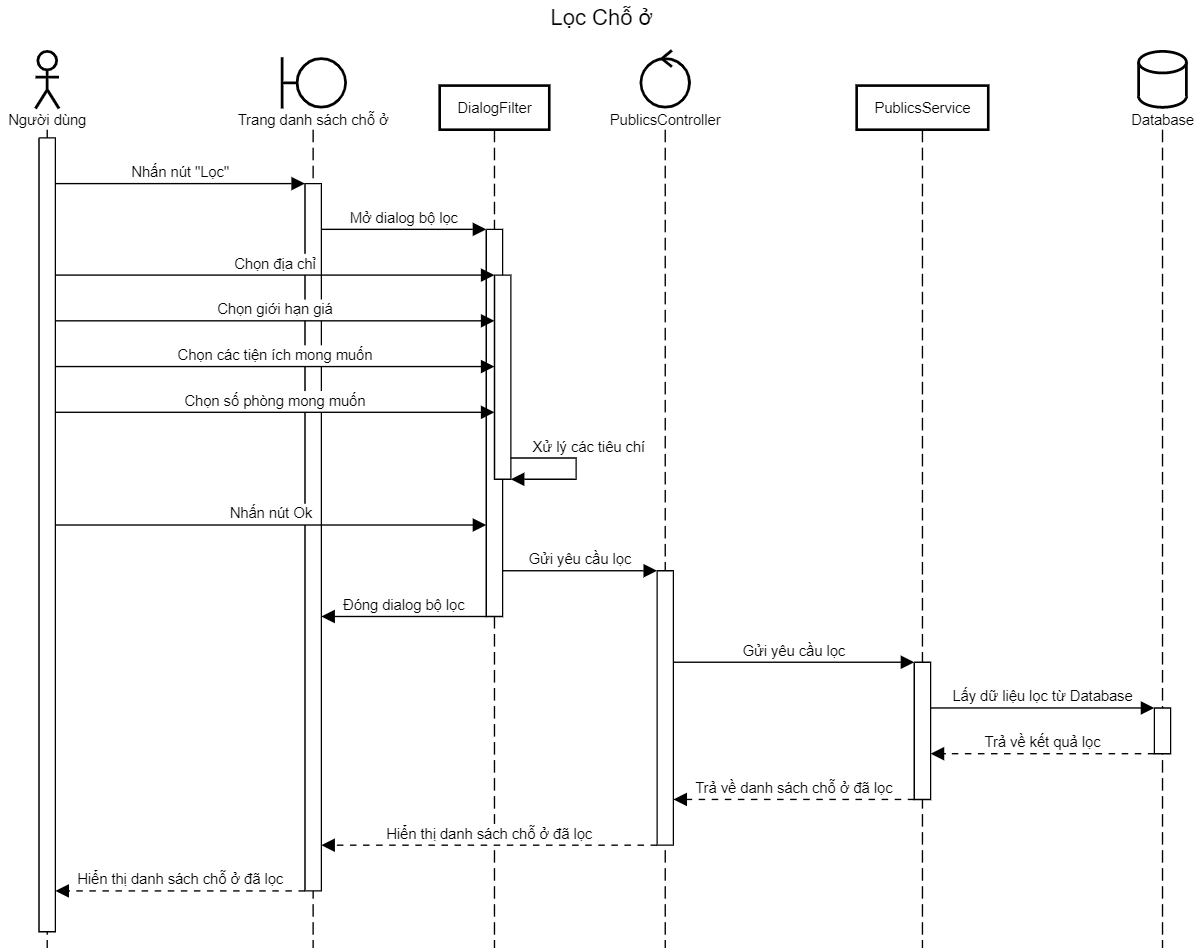 Lọc Chỗ ở
Người dùng
Trang danh sách chỗ ở
DialogFilter
PublicsController
PublicsService
Database
Nhấn nút "Lọc"
Mở dialog bộ lọc
Chọn địa chỉ
Chọn giới hạn giá
Chọn các tiện ích mong muốn
Chọn số phòng mong muốn
Xử lý các tiêu chí
Nhấn nút Ok
Gửi yêu cầu lọc
Đóng dialog bộ lọc
Gửi yêu cầu lọc
Lấy dữ liệu lọc từ Database
Trả về kết quả lọc
Trả về danh sách chỗ ở đã lọc
Hiển thị danh sách chỗ ở đã lọc
Hiển thị danh sách chỗ ở đã lọc